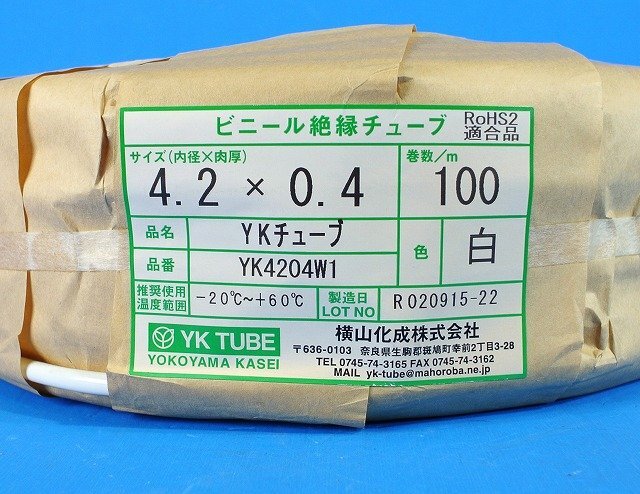 ビニール絶縁チューブ RoHS2
適合品
サイズ(内径×肉厚) 巻数/m
4.2 × 0.4 100
品名 YKチューブ
色 白
品番 YK4204W1
推奨使用
温度範囲 -20℃~+60℃
製造日
LOT NO R020915-22
YK TUBE
YOKOYAMA KASEI
横山化成株式会社
〒636-0103 奈良県生駒郡斑鳩町幸前2丁目3-28
TEL 0745-74-3165 FAX 0745-74-3162
MAIL yk-tube@mahoroba.ne.jp